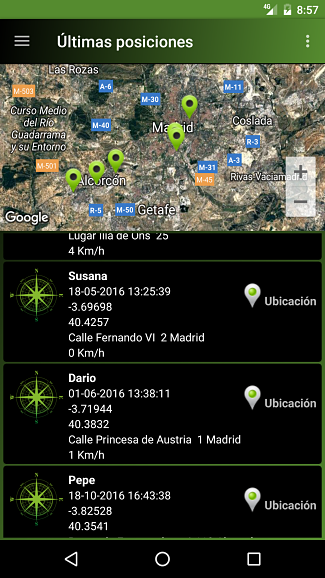 4G 8:57
Últimas posiciones
Las Rozas
M-503
A-6
M-30
M-11
Curso Medio
del Río
Guadarrama
y su Entorno
M-40
Madrid
Coslada
R-3
M-501
A-3
M-31
M-45
Rivas-Vaciamadrid
Alcorcón
R-5
M-50
Getafe
Google
+
−
Lugar Illa de Ons 25
4 Km/h
Susana
18-05-2016 13:25:39
-3.69698
40.4257
Calle Fernando VI 2 Madrid
0 Km/h
Ubicación
Dario
01-06-2016 13:38:11
-3.71944
40.3832
Calle Princesa de Austria 1 Madrid
1 Km/h
Ubicación
Pepe
18-10-2016 16:43:38
-3.82528
40.3541
Ubicación